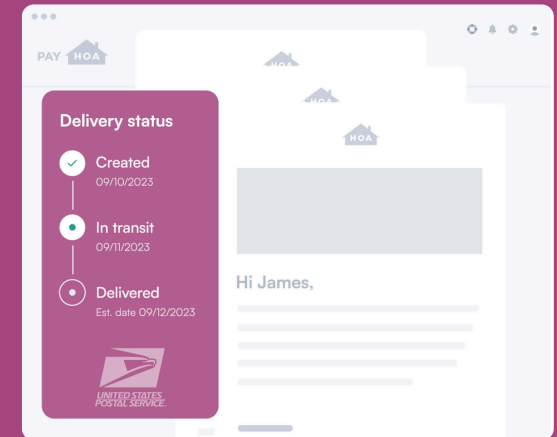 PAY HOA
HOA
HOA
HOA
Delivery status
Created
09/10/2023
In transit
09/11/2023
Delivered
Est. date 09/12/2023
UNITED STATES
POSTAL SERVICE.
Hi James,